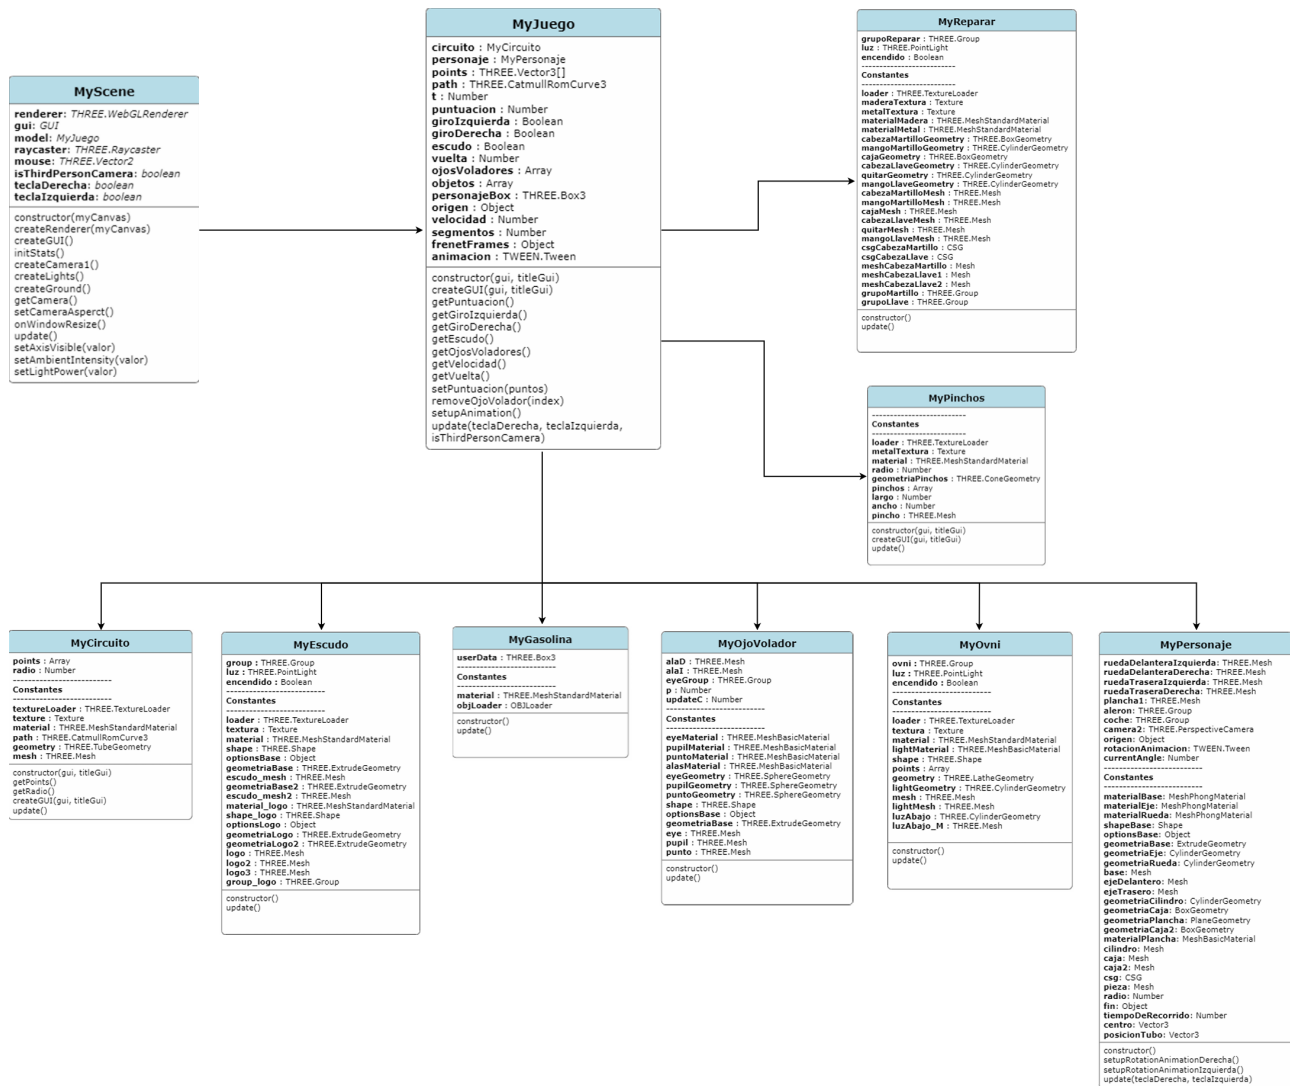 MyScene
renderer: THREE.WebGLRenderer
gui: GUI
model: MyJuego
raycaster: THREE.Raycaster
mouse: THREE.Vector2
isThirdPersonCamera: boolean
teclaDerecha: boolean
teclaIzquierda: boolean
constructor(myCanvas)
createRenderer(myCanvas)
createGUI()
initStats()
createCamera1()
createLights()
createGround()
getCamera()
setCameraAsperct()
onWindowResize()
update()
setAxisVisible(valor)
setAmbientIntensity(valor)
setLightPower(valor)
MyJuego
circuito : MyCircuito
personaje : MyPersonaje
points : THREE.Vector3[]
path : THREE.CatmullRomCurve3
t : Number
puntuacion : Number
giroIzquierda : Boolean
giroDerecha : Boolean
escudo : Boolean
vuelta : Number
ojosVoladores : Array
objetos : Array
personajeBox : THREE.Box3
origen : Object
velocidad : Number
segmentos : Number
frenetFrames : Object
animacion : TWEEN.Tween
constructor(gui, titleGui)
createGUI(gui, titleGui)
getPuntuacion()
getGiroIzquierda()
getGiroDerecha()
getEscudo()
getOjosVoladores()
getVelocidad()
getVuelta()
setPuntuacion(puntos)
removeOjoVolador(index)
setupAnimation()
update(teclaDerecha, teclaIzquierda,
isThirdPersonCamera)
MyReparar
grupoReparar : THREE.Group
luz : THREE.PointLight
encendido : Boolean
--------------------------
Constantes
--------------------------
loader : THREE.TextureLoader
maderaTextura : Texture
metalTextura : Texture
materialMadera : THREE.MeshStandardMaterial
materialMetal : THREE.MeshStandardMaterial
cabezaMartilloGeometry : THREE.BoxGeometry
mangoMartilloGeometry : THREE.CylinderGeometry
cajaGeometry : THREE.BoxGeometry
cabezaLlaveGeometry : THREE.CylinderGeometry
quitarGeometry : THREE.CylinderGeometry
mangoLlaveGeometry : THREE.CylinderGeometry
cabezaMartilloMesh : THREE.Mesh
mangoMartilloMesh : THREE.Mesh
cajaMesh : THREE.Mesh
cabezaLlaveMesh : THREE.Mesh
quitarMesh : THREE.Mesh
mangoLlaveMesh : THREE.Mesh
csgCabezaMartillo : CSG
csgCabezaLlave : CSG
meshCabezaMartillo : Mesh
meshCabezaLlave1 : Mesh
meshCabezaLlave2 : Mesh
grupoMartillo : THREE.Group
grupoLlave : THREE.Group
constructor()
update()
MyPinchos
--------------------------
Constantes
--------------------------
loader : THREE.TextureLoader
metalTextura : Texture
material : THREE.MeshStandardMaterial
radio : Number
geometriaPinchos : THREE.ConeGeometry
pinchos : Array
largo : Number
ancho : Number
pincho : THREE.Mesh
constructor(gui, titleGui)
createGUI(gui, titleGui)
update()
MyCircuito
points : Array
radio : Number
--------------------------
Constantes
--------------------------
textureLoader : THREE.TextureLoader
texture : Texture
material : THREE.MeshStandardMaterial
path : THREE.CatmullRomCurve3
geometry : THREE.TubeGeometry
mesh : THREE.Mesh
constructor(gui, titleGui)
getPoints()
getRadio()
createGUI(gui, titleGui)
update()
MyEscudo
group : THREE.Group
luz : THREE.PointLight
encendido : Boolean
--------------------------
Constantes
--------------------------
loader : THREE.TextureLoader
textura : Texture
material : THREE.MeshStandardMaterial
shape : THREE.Shape
optionsBase : Object
geometriaBase : THREE.ExtrudeGeometry
escudo_mesh : THREE.Mesh
geometriaBase2 : THREE.ExtrudeGeometry
escudo_mesh2 : THREE.Mesh
material_logo : THREE.MeshStandardMaterial
shape_logo : THREE.Shape
optionsLogo : Object
geometriaLogo : THREE.ExtrudeGeometry
geometriaLogo2 : THREE.ExtrudeGeometry
logo : THREE.Mesh
logo2 : THREE.Mesh
logo3 : THREE.Mesh
group_logo : THREE.Group
constructor()
update()
MyGasolina
userData : THREE.Box3
--------------------------
Constantes
--------------------------
material : THREE.MeshStandardMaterial
objLoader : OBJLoader
constructor()
update()
MyOjoVolador
alaD : THREE.Mesh
alaI : THREE.Mesh
eyeGroup : THREE.Group
p : Number
updateC : Number
--------------------------
Constantes
--------------------------
eyeMaterial : THREE.MeshBasicMaterial
pupilMaterial : THREE.MeshBasicMaterial
puntoMaterial : THREE.MeshBasicMaterial
alasMaterial : THREE.MeshBasicMaterial
eyeGeometry : THREE.SphereGeometry
pupilGeometry : THREE.SphereGeometry
puntoGeometry : THREE.SphereGeometry
shape : THREE.Shape
optionsBase : Object
geometriaBase : THREE.ExtrudeGeometry
eye : THREE.Mesh
pupil : THREE.Mesh
punto : THREE.Mesh
constructor()
update()
MyOvni
ovni : THREE.Group
luz : THREE.PointLight
encendido : Boolean
--------------------------
Constantes
--------------------------
loader : THREE.TextureLoader
textura : Texture
material : THREE.MeshStandardMaterial
lightMaterial : THREE.MeshBasicMaterial
shape : THREE.Shape
points : Array
geometry : THREE.LatheGeometry
lightGeometry : THREE.CylinderGeometry
mesh : THREE.Mesh
lightMesh : THREE.Mesh
luzAbajo : THREE.CylinderGeometry
luzAbajo_M : THREE.Mesh
constructor()
update()
MyPersonaje
ruedaDelanteraIzquierda: THREE.Mesh
ruedaDelanteraDerecha: THREE.Mesh
ruedaTraseraIzquierda: THREE.Mesh
ruedaTraseraDerecha: THREE.Mesh
plancha1: THREE.Mesh
aleron: THREE.Group
coche: THREE.Group
camera2: THREE.PerspectiveCamera
origen: Object
rotacionAnimacion: TWEEN.Tween
currentAngle: Number
--------------------------
Constantes
--------------------------
materialBase: MeshPhongMaterial
materialEje: MeshPhongMaterial
materialRueda: MeshPhongMaterial
shapeBase: Shape
optionsBase: Object
geometriaBase: ExtrudeGeometry
geometriaEje: CylinderGeometry
geometriaRueda: CylinderGeometry
base: Mesh
ejeDelantero: Mesh
ejeTrasero: Mesh
geometriaCilindro: CylinderGeometry
geometriaCaja: BoxGeometry
geometriaPlancha: PlaneGeometry
geometriaCaja2: BoxGeometry
materialPlancha: MeshBasicMaterial
cilindro: Mesh
caja: Mesh
caja2: Mesh
csg: CSG
pieza: Mesh
radio: Number
fin: Object
tiempoDeRecorrido: Number
centro: Vector3
posicionTubo: Vector3
constructor()
setupRotationAnimationDerecha()
setupRotationAnimationIzquierda()
update(teclaDerecha, teclaIzquierda)